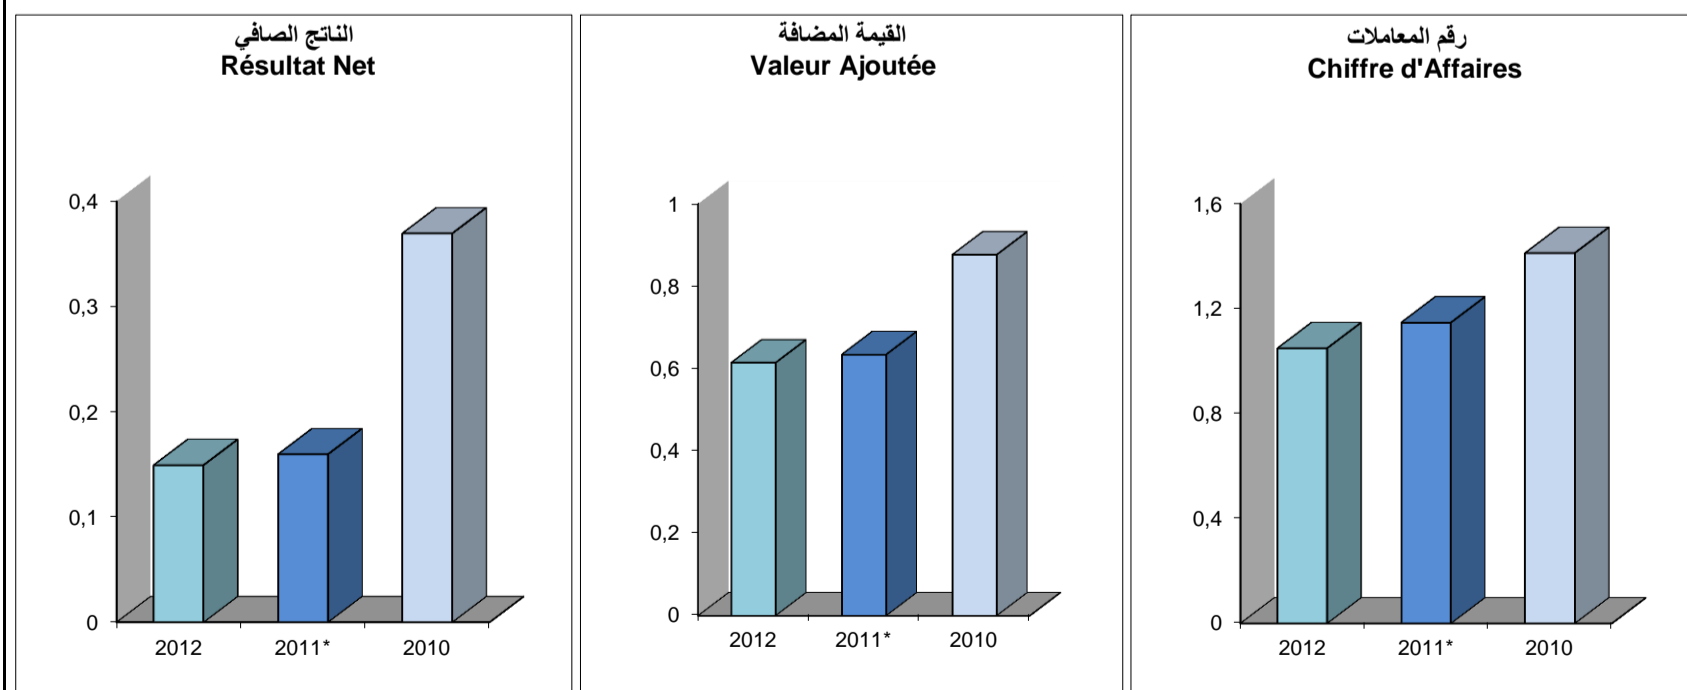 الناتج الصافي
Résultat Net
0,4
0,3
0,2
0,1
0
2012 2011* 2010
القيمة المضافة
Valeur Ajoutée
1
0,8
0,6
0,4
0,2
0
2012 2011* 2010
رقم المعاملات
Chiffre d'Affaires
1,6
1,2
0,8
0,4
0
2012 2011* 2010